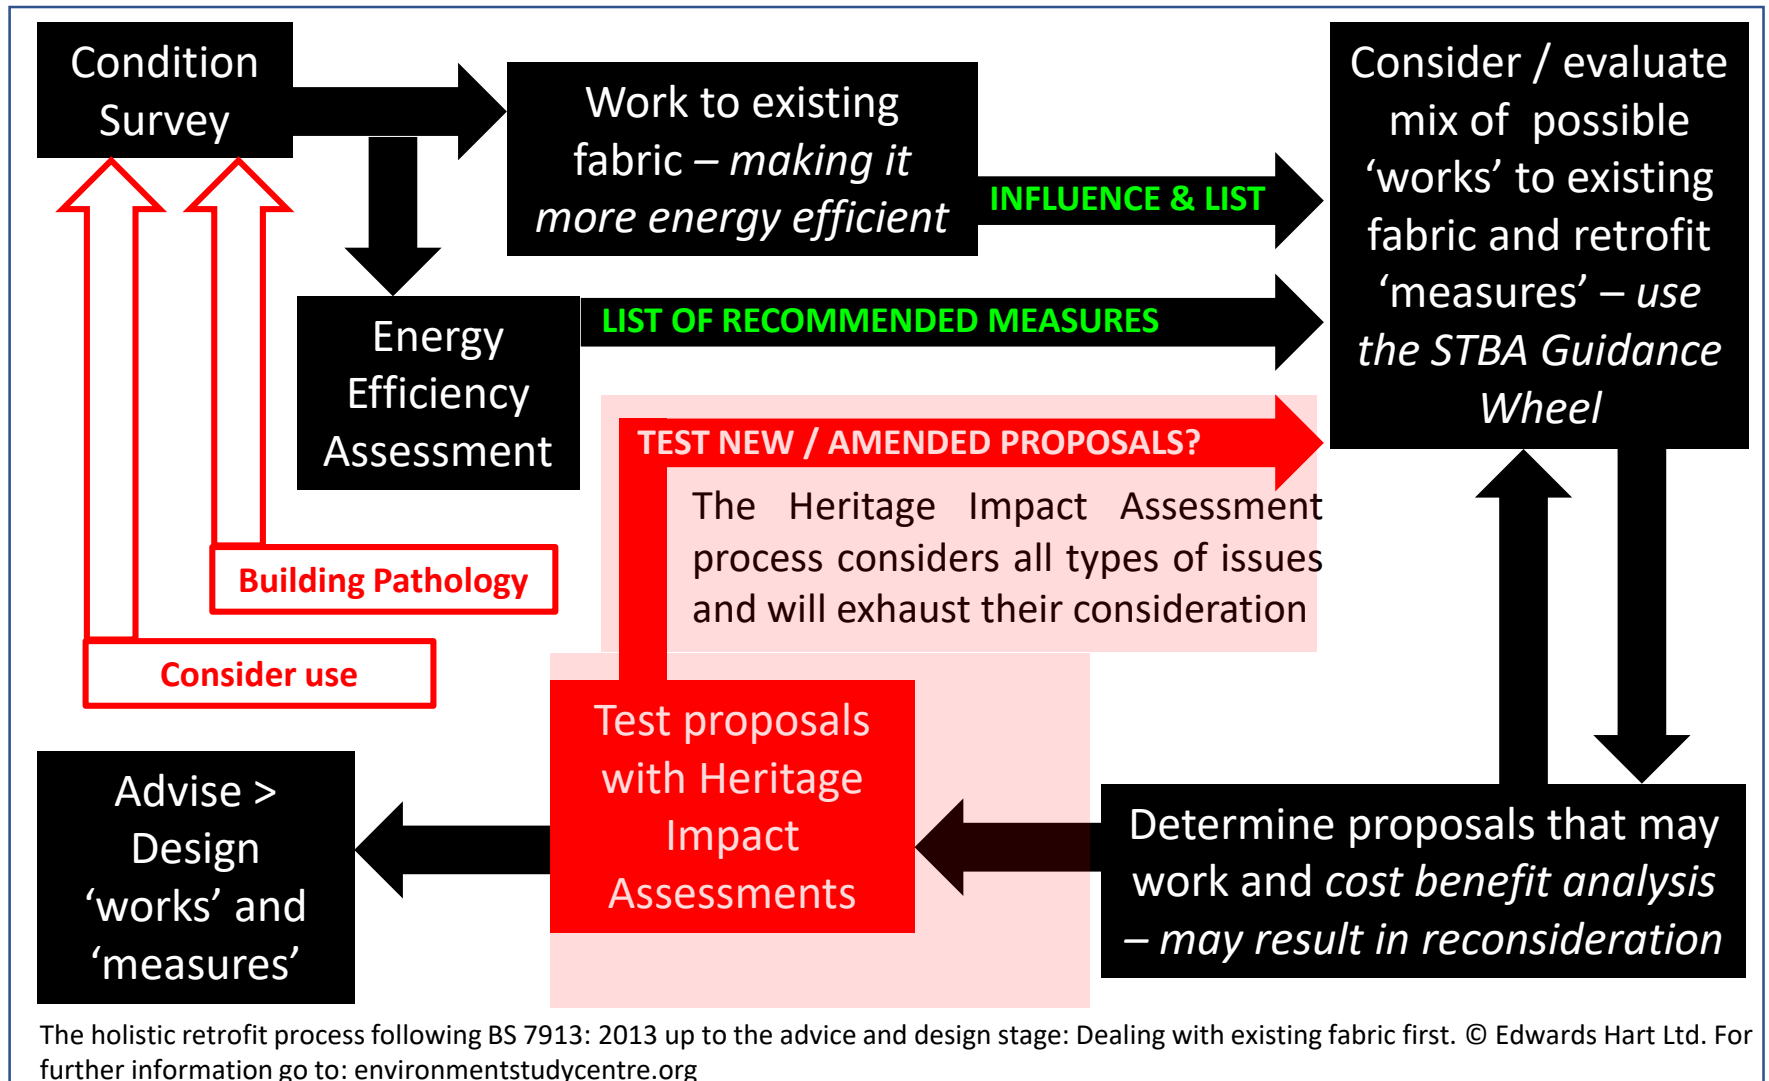 Condition
Survey
Work to existing
fabric – making it
more energy efficient
INFLUENCE & LIST
Consider / evaluate
mix of possible
‘works’ to existing
fabric and retrofit
‘measures’ – use
the STBA Guidance
Wheel
Energy
Efficiency
Assessment
LIST OF RECOMMENDED MEASURES
TEST NEW / AMENDED PROPOSALS?
The Heritage Impact Assessment
process considers all types of issues
and will exhaust their consideration
Building Pathology
Consider use
Test proposals
with Heritage
Impact
Assessments
Advise >
Design
‘works’ and
‘measures’
Determine proposals that may
work and cost benefit analysis
– may result in reconsideration
The holistic retrofit process following BS 7913: 2013 up to the advice and design stage: Dealing with existing fabric first. © Edwards Hart Ltd. For
further information go to: environmentstudycentre.org